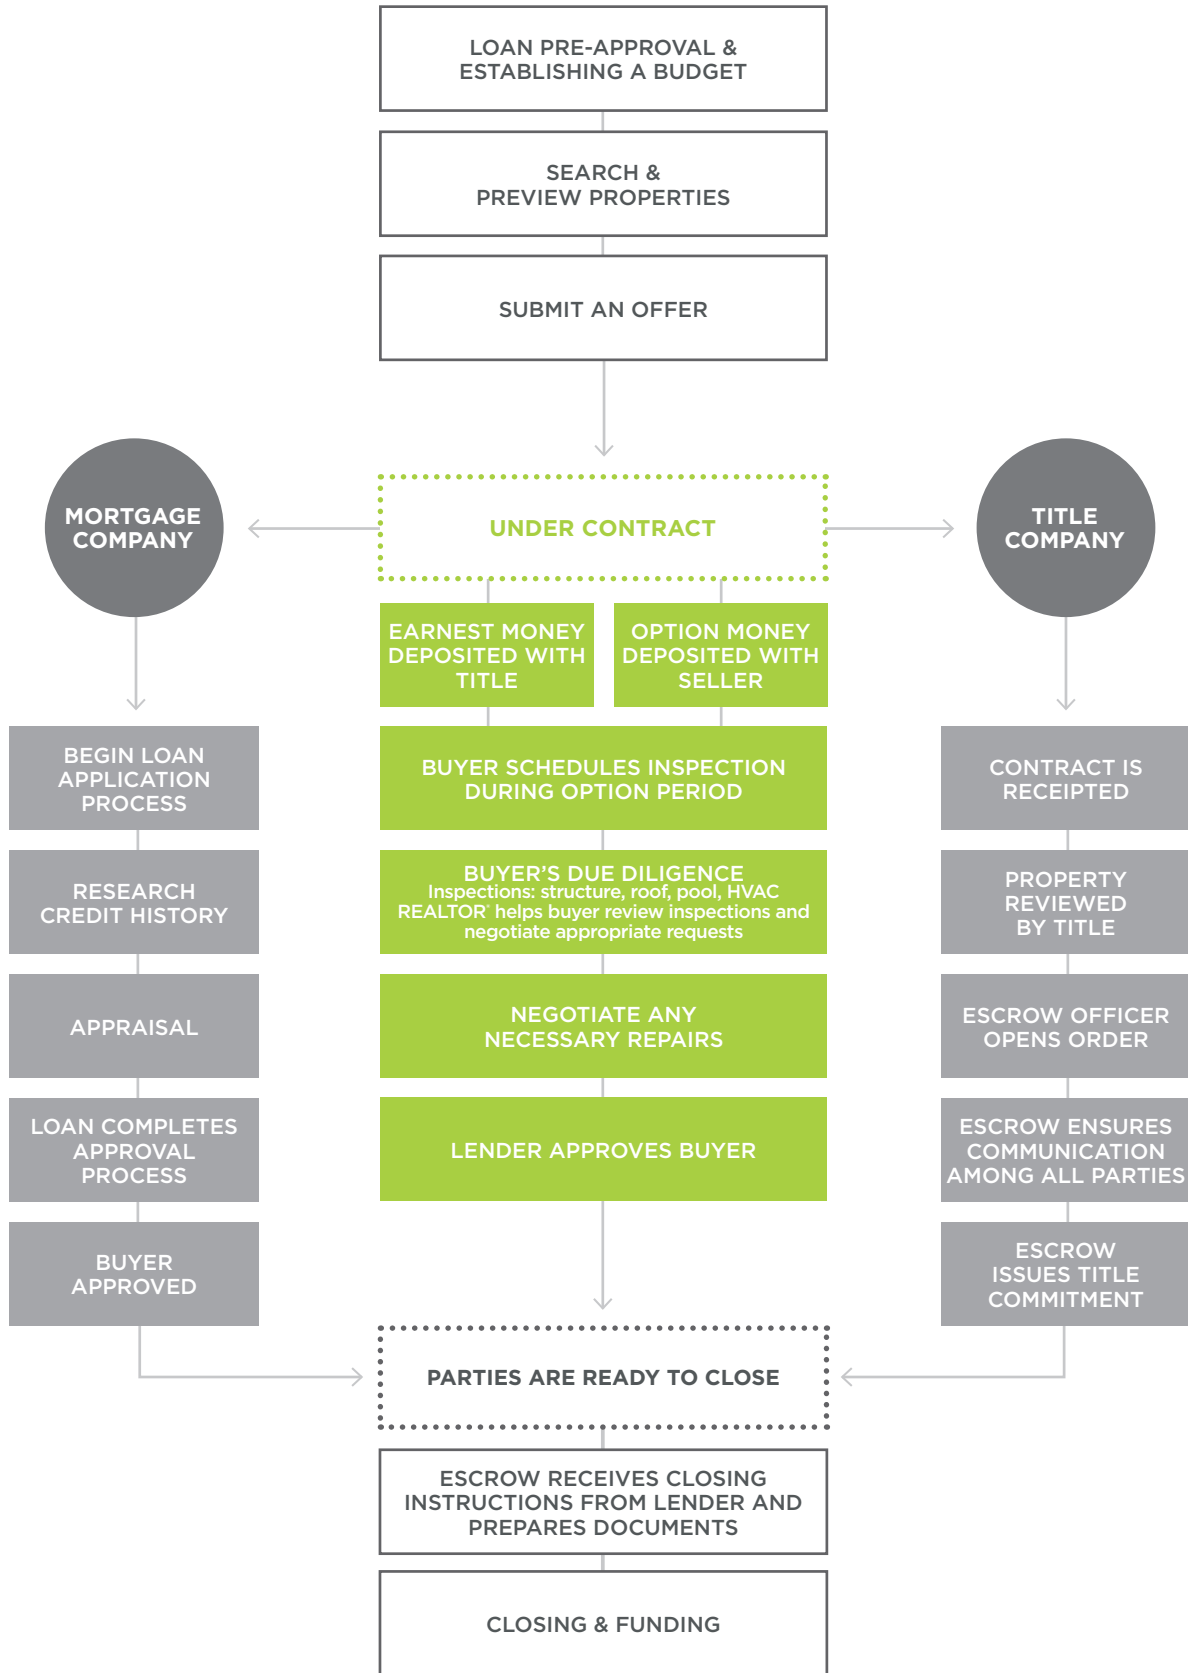 LOAN PRE-APPROVAL &
ESTABLISHING A BUDGET
SEARCH &
PREVIEW PROPERTIES
SUBMIT AN OFFER
MORTGAGE
COMPANY
UNDER CONTRACT
TITLE
COMPANY
EARNEST MONEY
DEPOSITED WITH
TITLE
OPTION MONEY
DEPOSITED WITH
SELLER
BEGIN LOAN
APPLICATION
PROCESS
RESEARCH
CREDIT HISTORY
APPRAISAL
LOAN COMPLETES
APPROVAL
PROCESS
BUYER
APPROVED
BUYER SCHEDULES INSPECTION
DURING OPTION PERIOD
BUYER’S DUE DILIGENCE
Inspections: structure, roof, pool, HVAC
REALTOR® helps buyer review inspections and
negotiate appropriate requests
NEGOTIATE ANY
NECESSARY REPAIRS
LENDER APPROVES BUYER
CONTRACT IS
RECEIPTED
PROPERTY
REVIEWED
BY TITLE
ESCROW OFFICER
OPENS ORDER
ESCROW ENSURES
COMMUNICATION
AMONG ALL PARTIES
ESCROW
ISSUES TITLE
COMMITMENT
PARTIES ARE READY TO CLOSE
ESCROW RECEIVES CLOSING
INSTRUCTIONS FROM LENDER AND
PREPARES DOCUMENTS
CLOSING & FUNDING